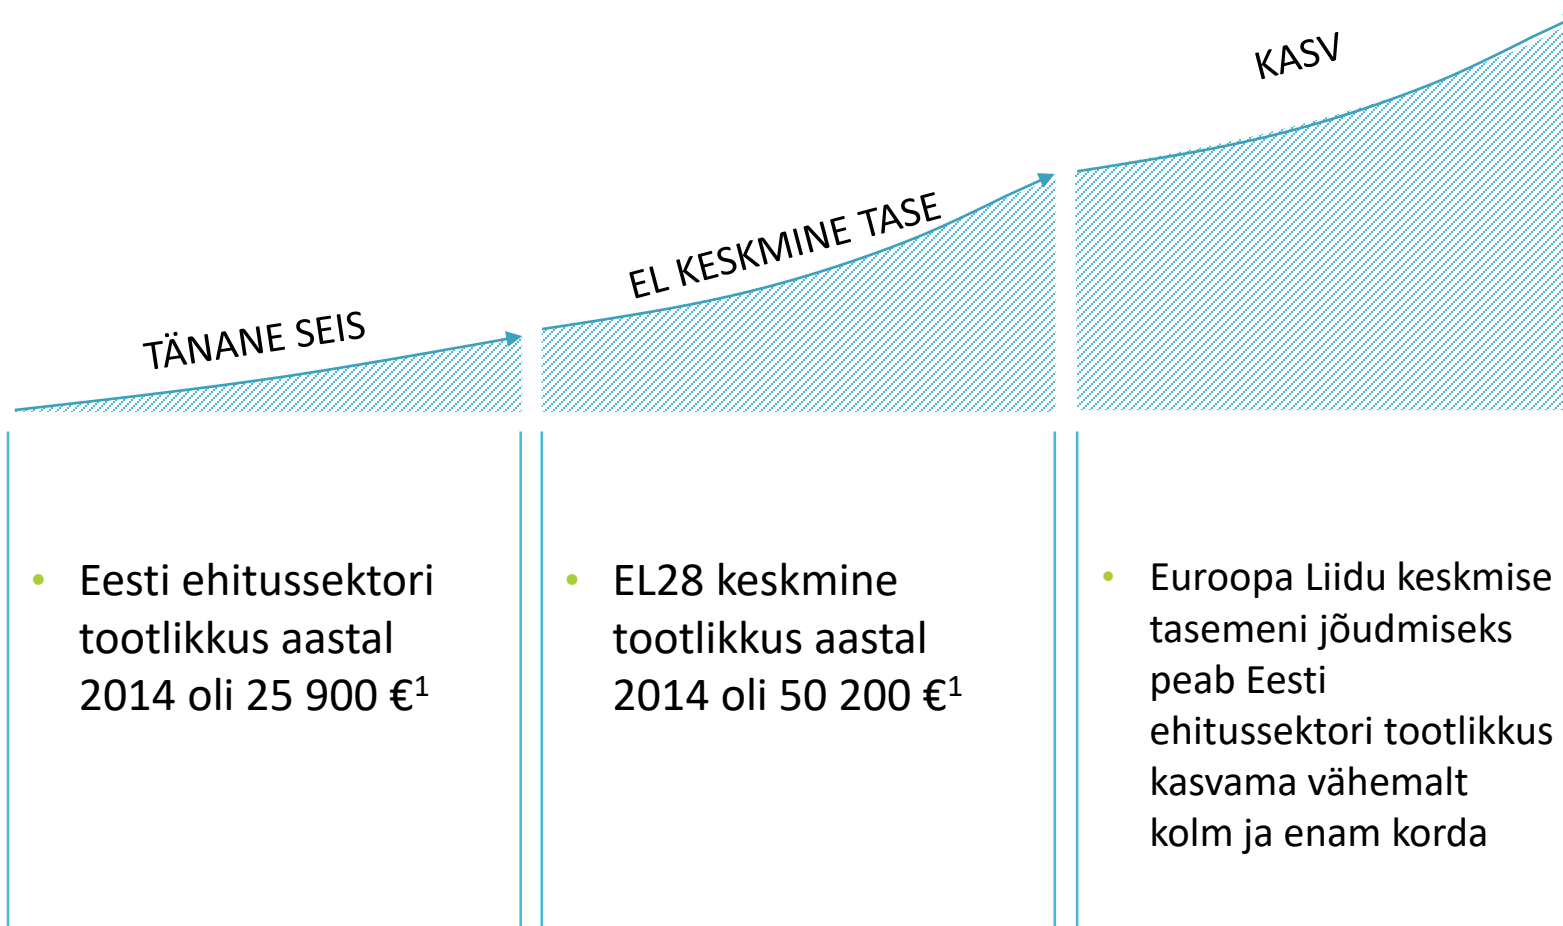 KASV
EL KESKMINE TASE
TÄNANE SEIS
• Eesti ehitussektori
tootlikkus aastal
2014 oli 25 900 €¹
• EL28 keskmine
tootlikkus aastal
2014 oli 50 200 €¹
• Euroopa Liidu keskmise
tasemeni jõudmiseks
peab Eesti
ehitussektori tootlikkus
kasvama vähemalt
kolm ja enam korda